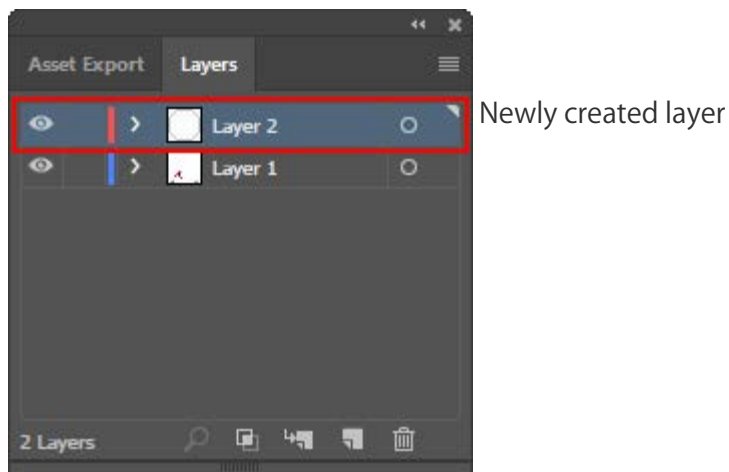 Asset Export Layers
Layer 2 Newly created layer
Layer 1
2 Layers